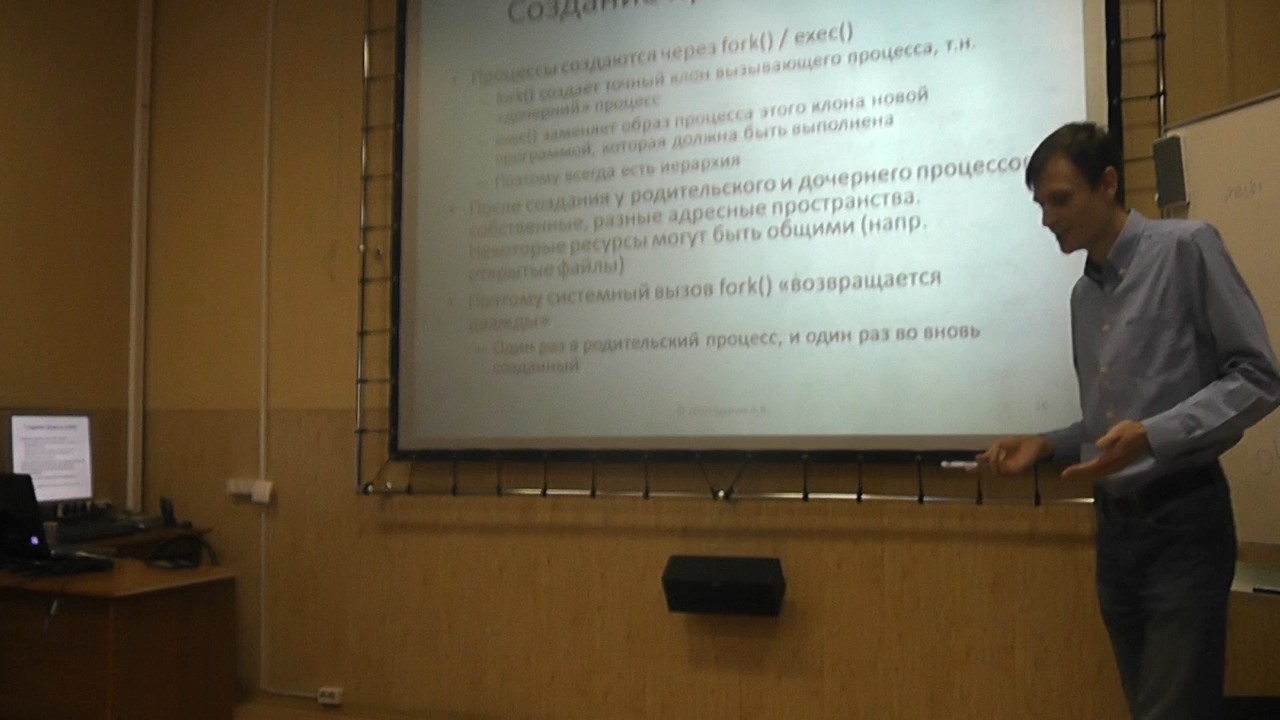 Создание
Процессы создаются через fork() / exec()
– fork() создает точный клон вызывающего процесса, т.н.
«дочерний» процесс
– exec() заменяет образ процесса этого клона новой
программой, которая должна быть выполнена
– Поэтому всегда есть иерархия
После создания у родительского и дочернего процессов
собственные, разные адресные пространства.
Некоторые ресурсы могут быть общими (напр.
открытые файлы)
Поэтому системный вызов fork() «возвращается
дважды»
– Один раз в родительский процесс, и один раз во вновь
созданный